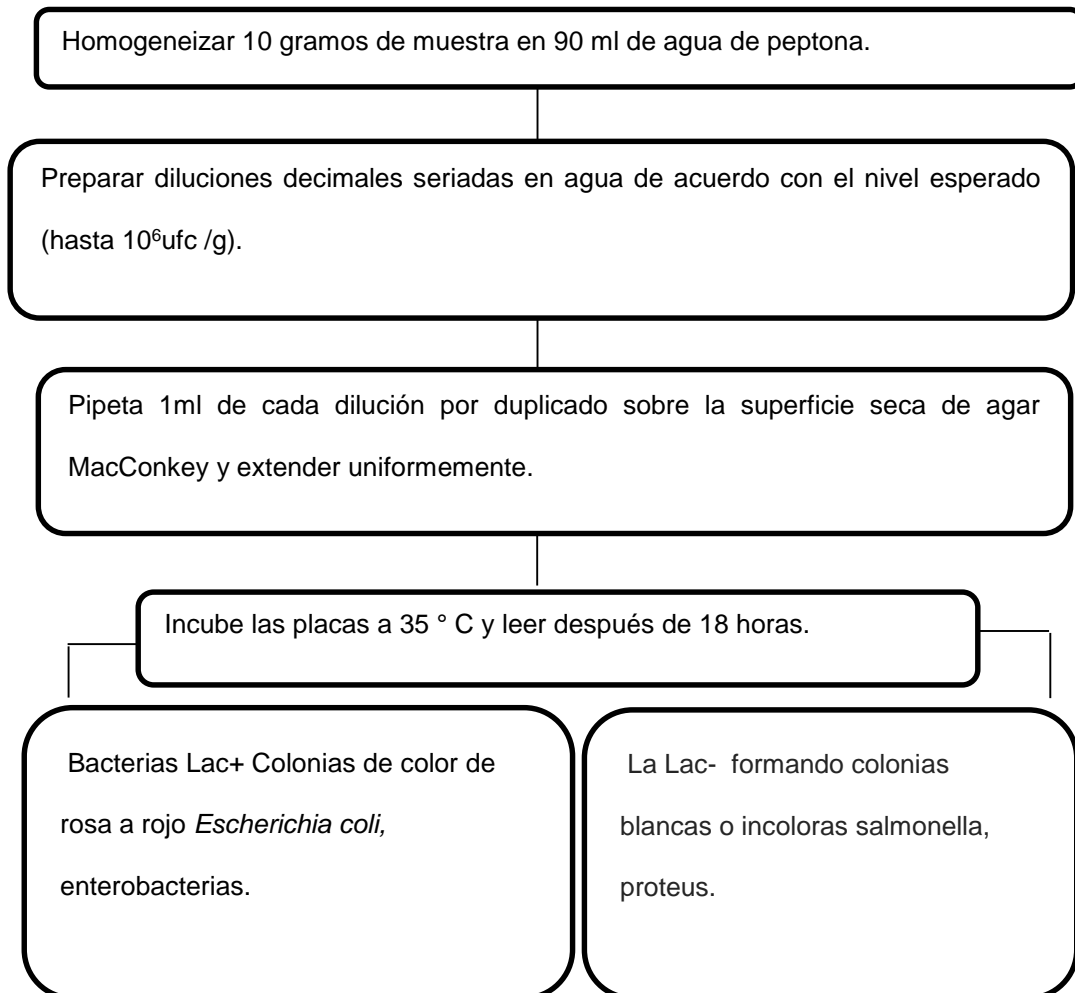 Homogeneizar 10 gramos de muestra en 90 ml de agua de peptona.
Preparar diluciones decimales seriadas en agua de acuerdo con el nivel esperado
(hasta 10⁶ufc /g).
Pipeta 1ml de cada dilución por duplicado sobre la superficie seca de agar
MacConkey y extender uniformemente.
Incube las placas a 35 ° C y leer después de 18 horas.
Bacterias Lac+ Colonias de color de
rosa a rojo Escherichia coli,
enterobacterias.
La Lac- formando colonias
blancas o incoloras salmonella,
proteus.